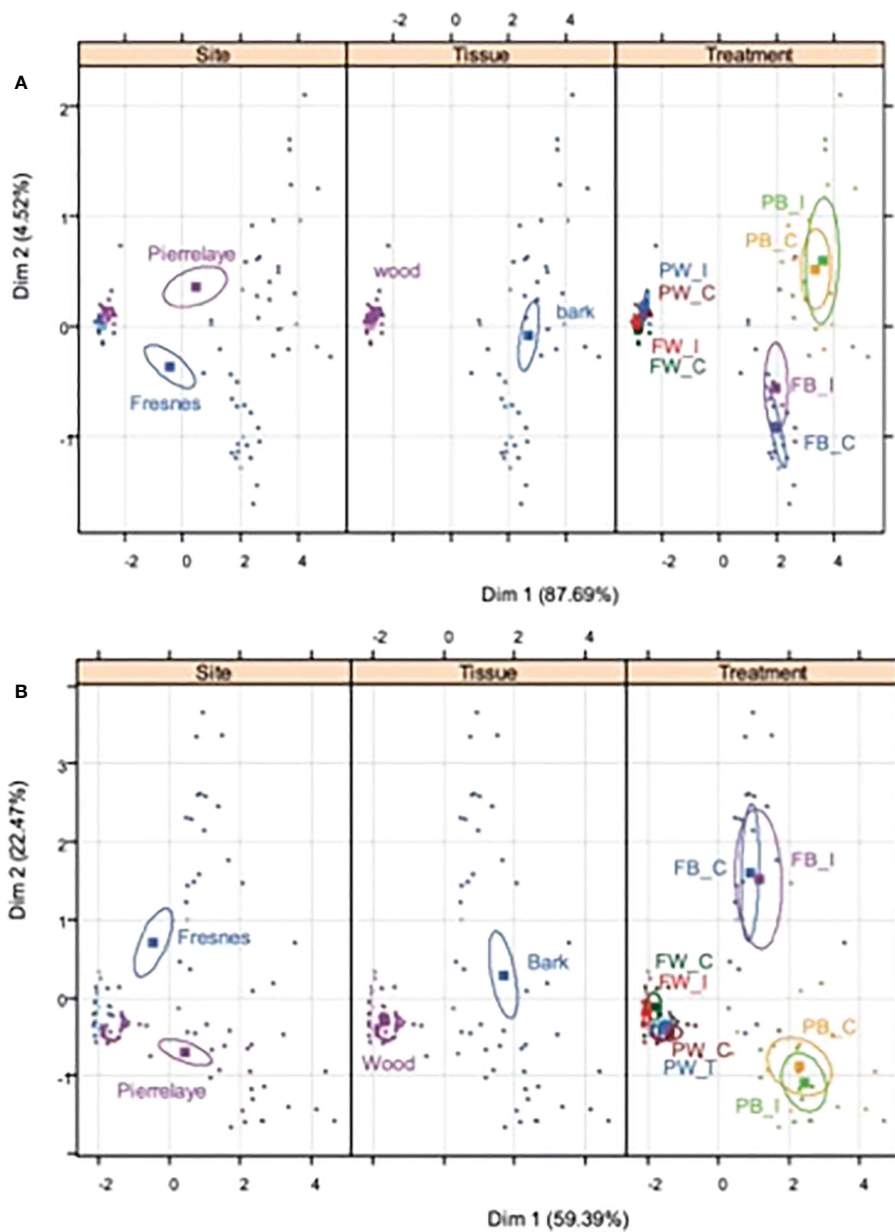 -2 0 2 4
Site Tissue Treatment
A
2
1
0
-1
Dim 2 (4.52%)
Pierrelaye
Fresnes
wood
bark
PB_I
PB_C
PW_I
PW_C
FW_I
FW_C
FB_I
FB_C
-2 0 2 4 -2 0 2 4
Dim 1 (87.69%)
-2 0 2 4
B
Site Tissue Treatment
3
2
1
0
-1
Dim 2 (22.47%)
Fresnes
Pierrelaye
Bark
Wood
FB_C
FB_I
FW_C
FW_I
PW_C
PW_I
PB_C
PB_I
-2 0 2 4 -2 0 2 4
Dim 1 (59.39%)